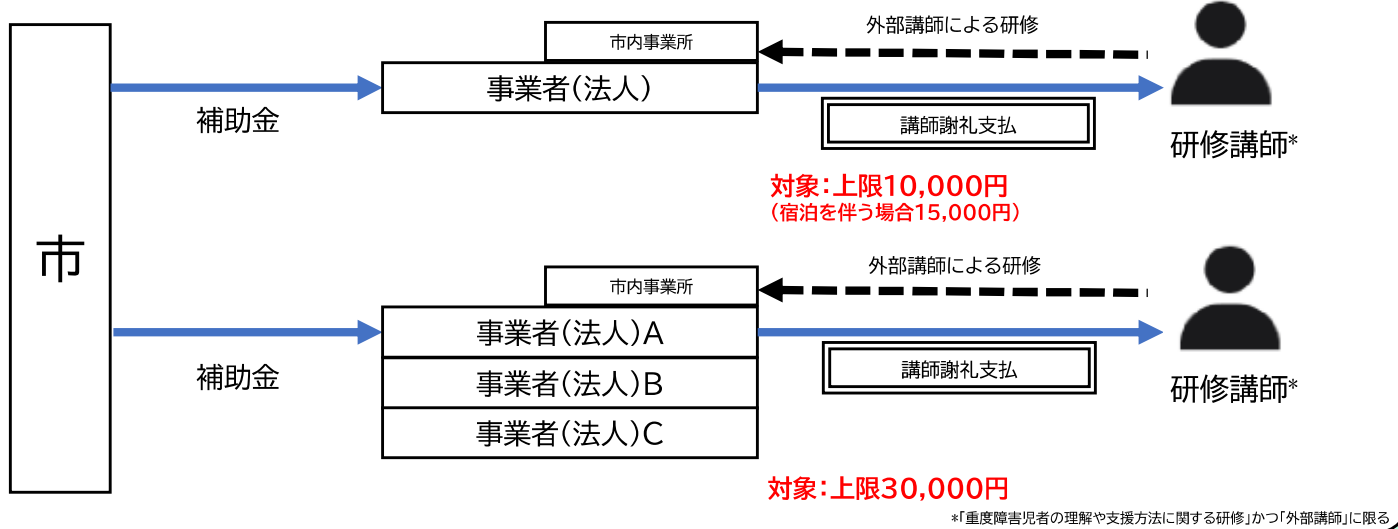 市
補助金
市内事業所
事業者(法人)
外部講師による研修
講師謝礼支払
研修講師*
対象:上限10,000円
(宿泊を伴う場合15,000円)
補助金
市内事業所
事業者(法人)A
事業者(法人)B
事業者(法人)C
外部講師による研修
講師謝礼支払
研修講師*
対象:上限30,000円
*「重度障害児者の理解や支援方法に関する研修」かつ「外部講師」に限る